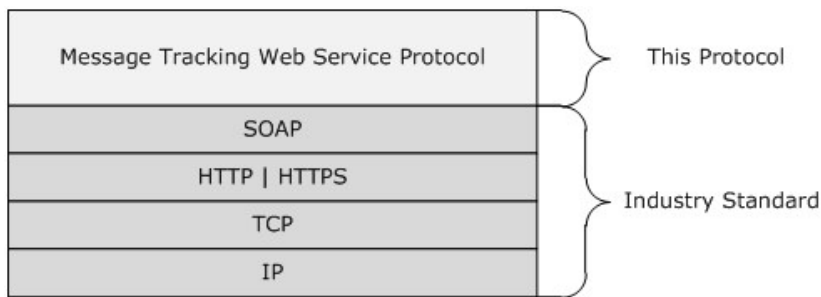 Message Tracking Web Service Protocol
This Protocol
SOAP
HTTP | HTTPS
TCP
IP
Industry Standard